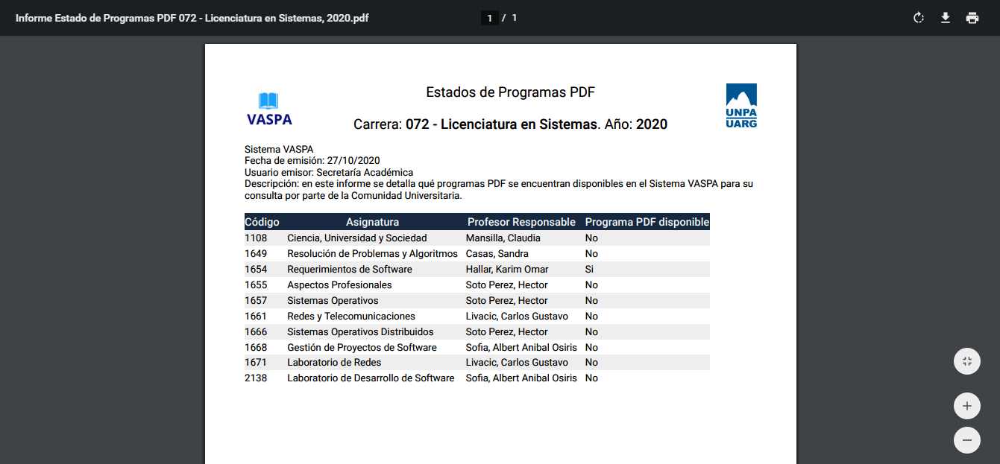 Informe Estado de Programas PDF 072 - Licenciatura en Sistemas, 2020.pdf 1 / 1
VASPA
Estados de Programas PDF
Carrera: 072 - Licenciatura en Sistemas. Año: 2020
UNPA
UARG
Sistema VASPA
Fecha de emisión: 27/10/2020
Usuario emisor: Secretaría Académica
Descripción: en este informe se detalla qué programas PDF se encuentran disponibles en el Sistema VASPA para su
consulta por parte de la Comunidad Universitaria.
Código Asignatura Profesor Responsable Programa PDF disponible
1108 Ciencia, Universidad y Sociedad Mansilla, Claudia No
1649 Resolución de Problemas y Algoritmos Casas, Sandra No
1654 Requerimientos de Software Hallar, Karim Omar Si
1655 Aspectos Profesionales Soto Perez, Hector No
1657 Sistemas Operativos Soto Perez, Hector No
1661 Redes y Telecomunicaciones Livacic, Carlos Gustavo No
1666 Sistemas Operativos Distribuidos Soto Perez, Hector No
1668 Gestión de Proyectos de Software Sofia, Albert Anibal Osiris No
1671 Laboratorio de Redes Livacic, Carlos Gustavo No
2138 Laboratorio de Desarrollo de Software Sofia, Albert Anibal Osiris No